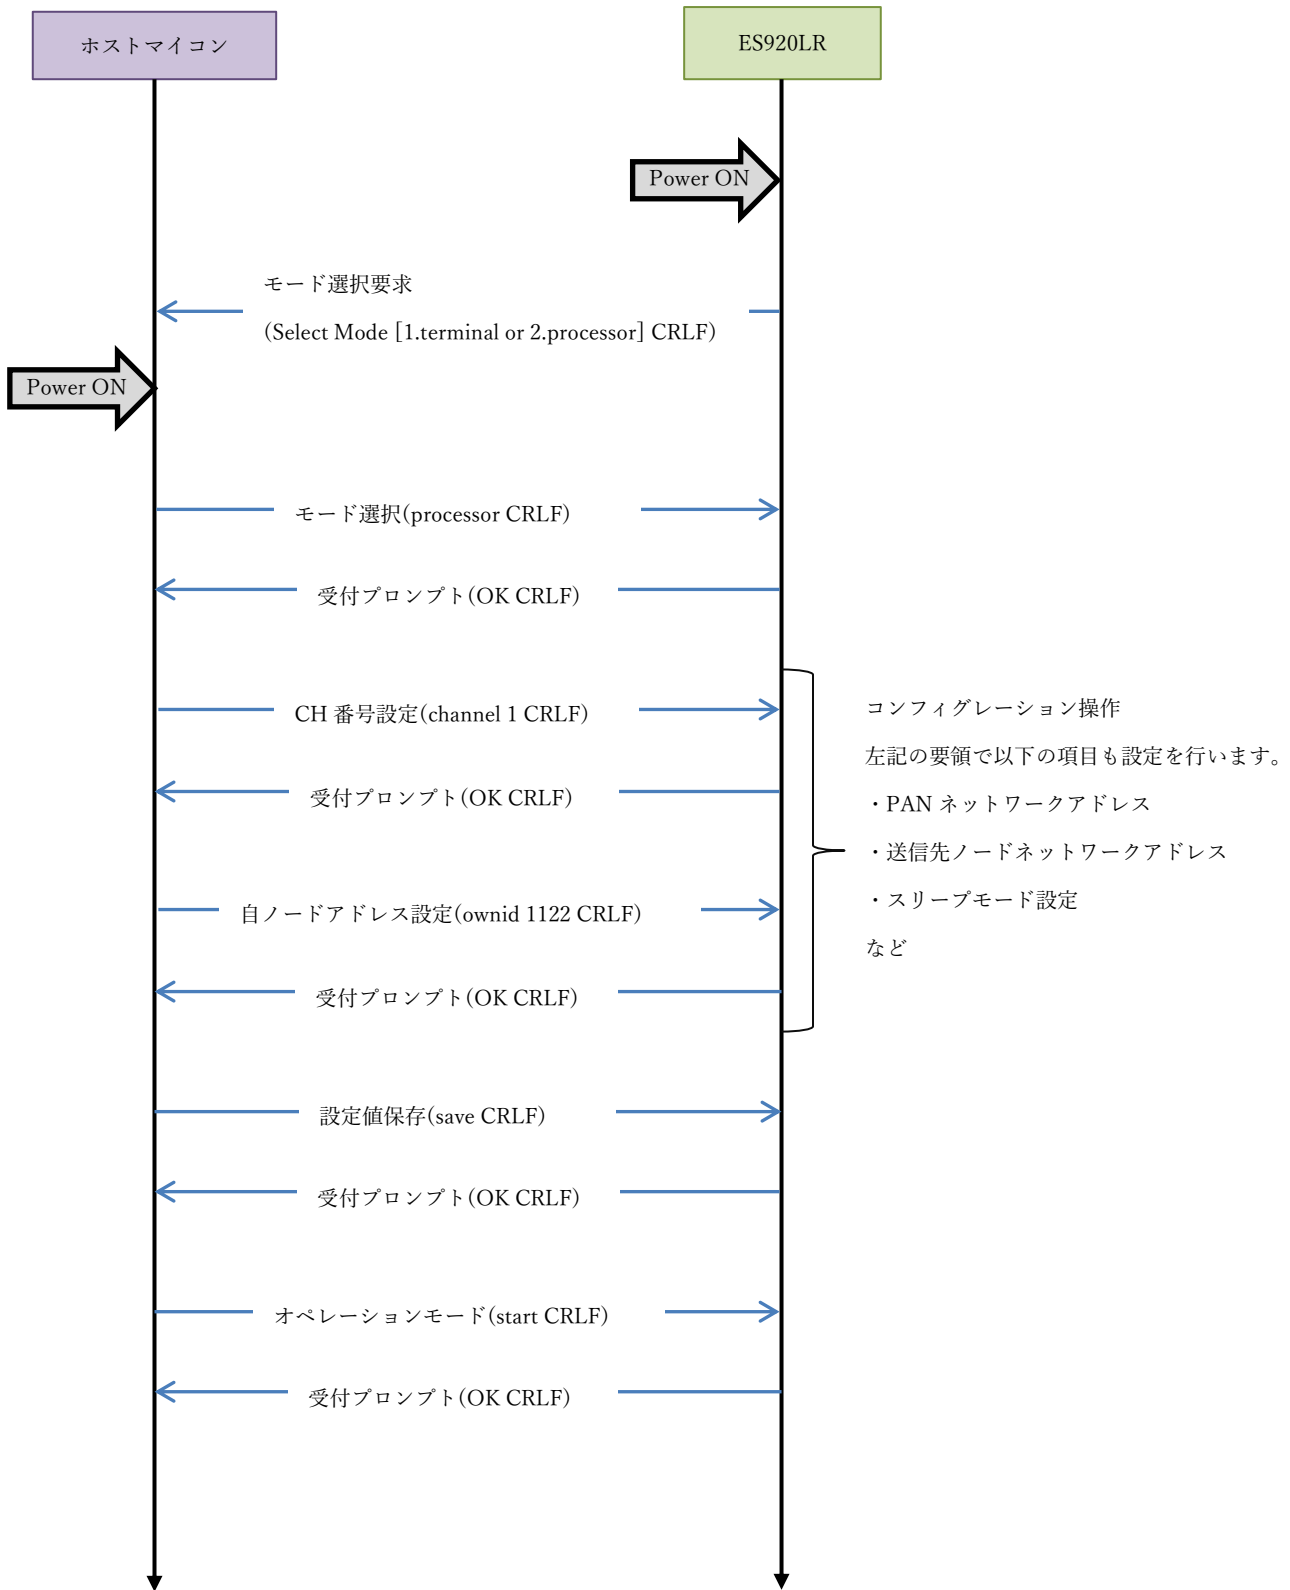 ホストマイコン
ES920LR
Power ON
モード選択要求
(Select Mode [1.terminal or 2.processor] CRLF)
Power ON
モード選択(processor CRLF)
受付プロンプト(OK CRLF)
CH 番号設定(channel 1 CRLF)
受付プロンプト(OK CRLF)
自ノードアドレス設定(ownid 1122 CRLF)
受付プロンプト(OK CRLF)
コンフィグレーション操作
左記の要領で以下の項目も設定を行います。
・PAN ネットワークアドレス
・送信先ノードネットワークアドレス
・スリープモード設定
など
設定値保存(save CRLF)
受付プロンプト(OK CRLF)
オペレーションモード(start CRLF)
受付プロンプト(OK CRLF)